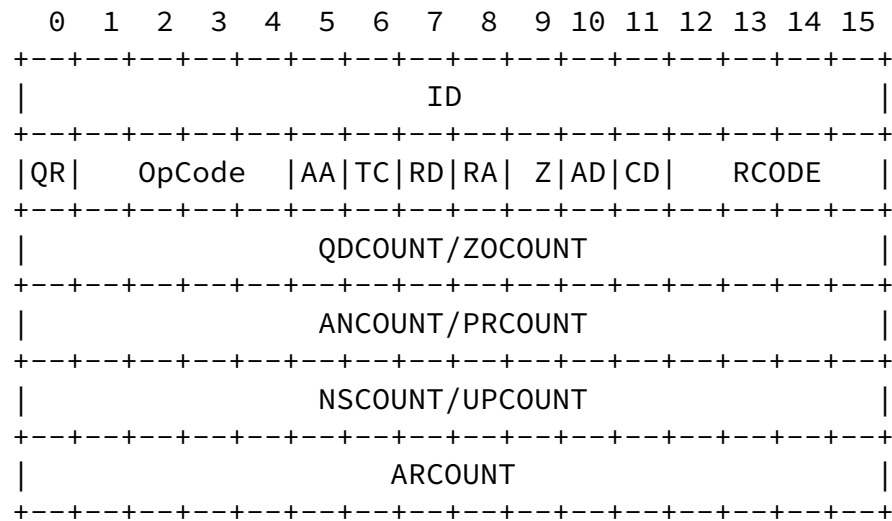 0  1  2  3  4  5  6  7  8  9 10 11 12 13 14 15
+--+--+--+--+--+--+--+--+--+--+--+--+--+--+--+--+
|                      ID                       |
+--+--+--+--+--+--+--+--+--+--+--+--+--+--+--+--+
|QR|   OpCode  |AA|TC|RD|RA| Z|AD|CD|   RCODE   |
+--+--+--+--+--+--+--+--+--+--+--+--+--+--+--+--+
|                QDCOUNT/ZOCOUNT                |
+--+--+--+--+--+--+--+--+--+--+--+--+--+--+--+--+
|                ANCOUNT/PRCOUNT                |
+--+--+--+--+--+--+--+--+--+--+--+--+--+--+--+--+
|                NSCOUNT/UPCOUNT                |
+--+--+--+--+--+--+--+--+--+--+--+--+--+--+--+--+
|                    ARCOUNT                    |
+--+--+--+--+--+--+--+--+--+--+--+--+--+--+--+--+